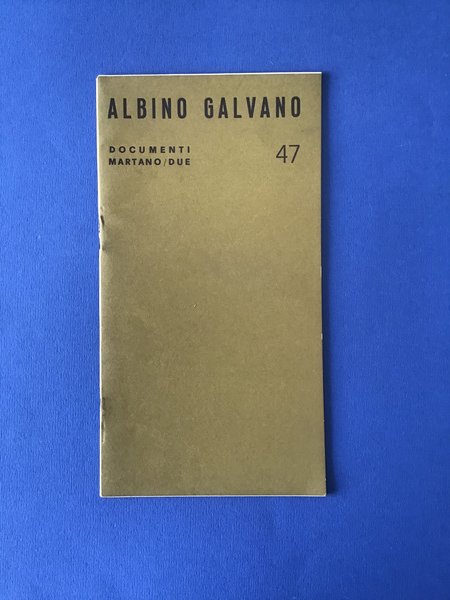 ALBINO GALVANO
DOCUMENTI
MARTANO/DUE
47